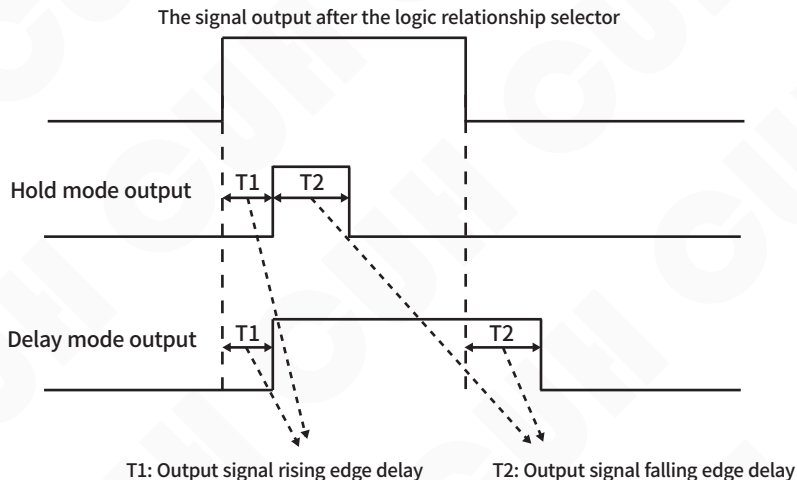 The signal output after the logic relationship selector
T1 T2
Hold mode output
T1 T2
Delay mode output
T1: Output signal rising edge delay T2: Output signal falling edge delay